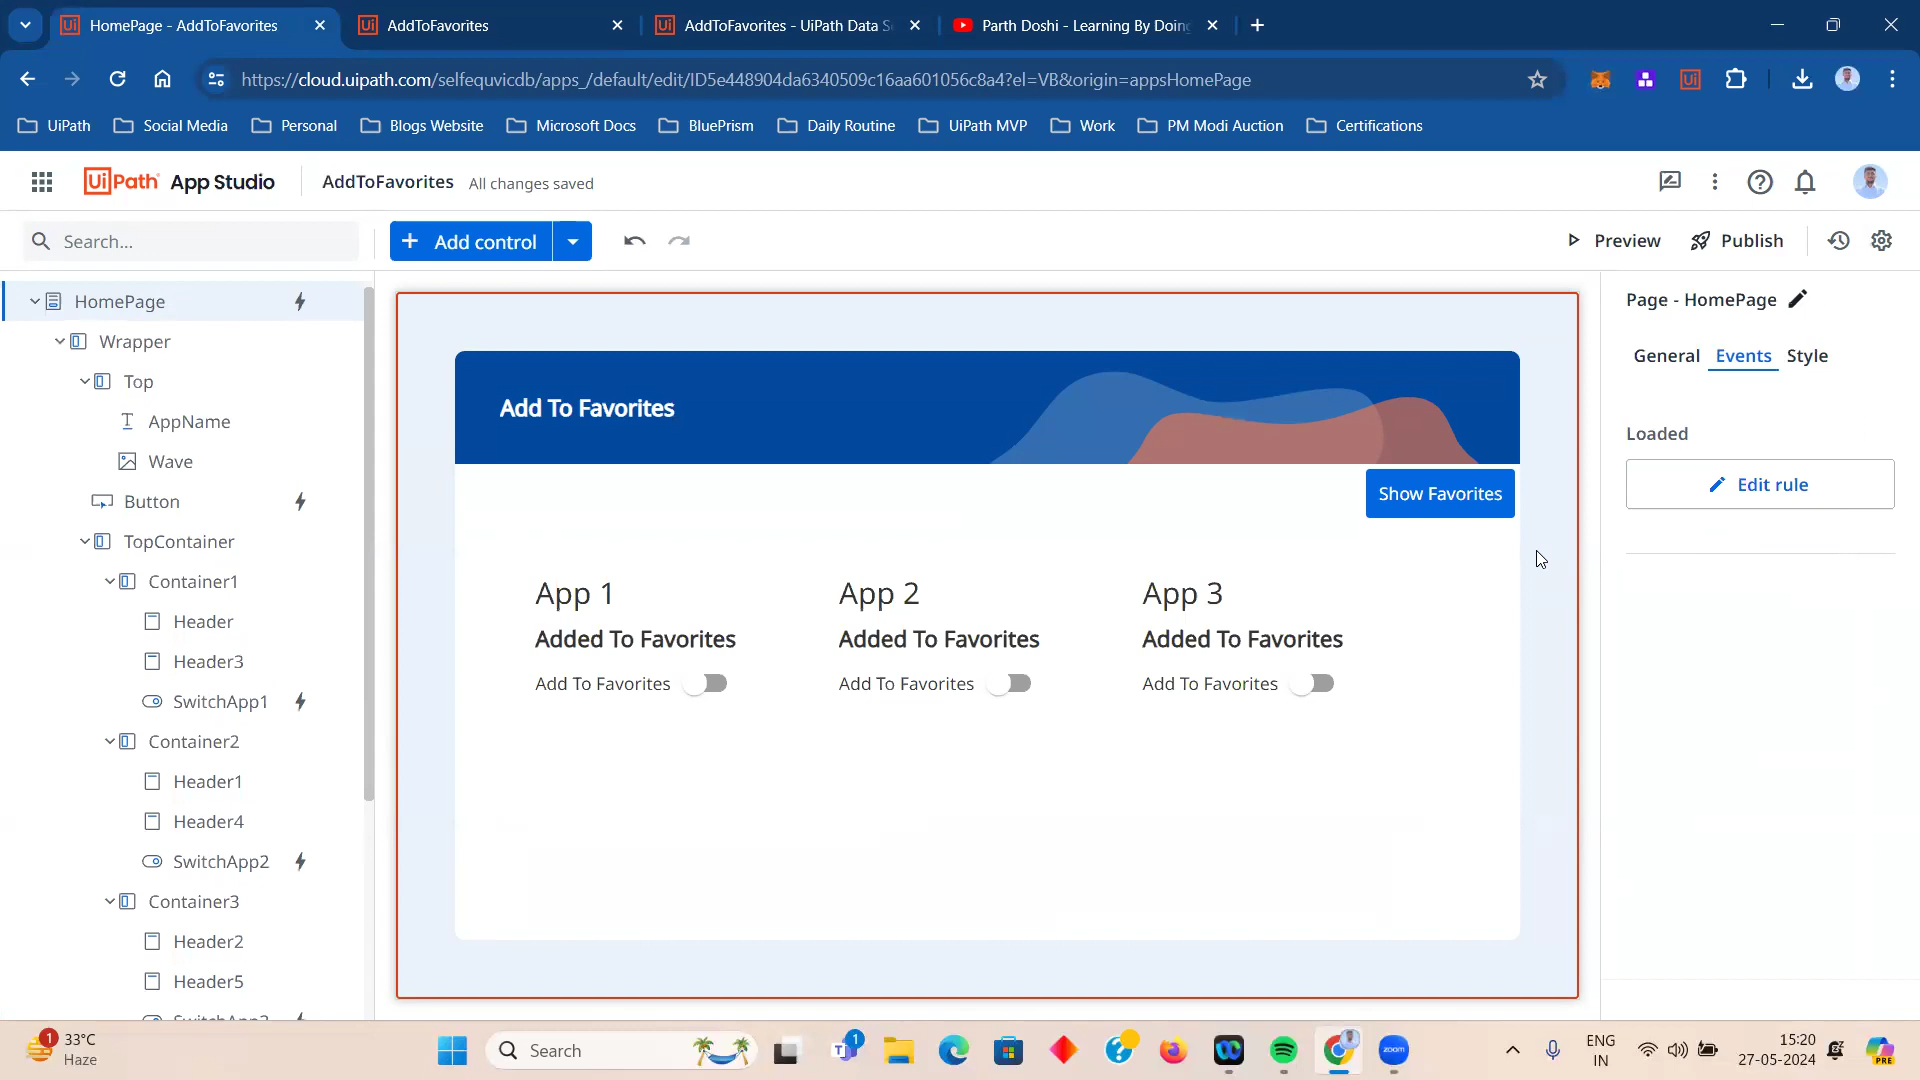 HomePage - AddToFavorites
AddToFavorites
AddToFavorites - UiPath Data S
Parth Doshi - Learning By Doing
https://cloud.uipath.com/selfequvicdb/apps_/default/edit/ID5e448904da6340509c16aa601056c8a4?el=VB&origin=appsHomePage
UiPath
Social Media
Personal
Blogs Website
Microsoft Docs
BluePrism
Daily Routine
UiPath MVP
Work
PM Modi Auction
Certifications
UiPath App Studio
AddToFavorites
All changes saved
Search...
Add control
Preview
Publish
HomePage
Wrapper
Top
AppName
Wave
Button
TopContainer
Container1
Header
Header3
SwitchApp1
Container2
Header1
Header4
SwitchApp2
Container3
Header2
Header5
Add To Favorites
Show Favorites
App 1
Added To Favorites
Add To Favorites
App 2
Added To Favorites
Add To Favorites
App 3
Added To Favorites
Add To Favorites
Page - HomePage
General
Events
Style
Loaded
Edit rule
1
33°C
Haze
Search
1
zoom
ENG
IN
15:20
27-05-2024
PRE